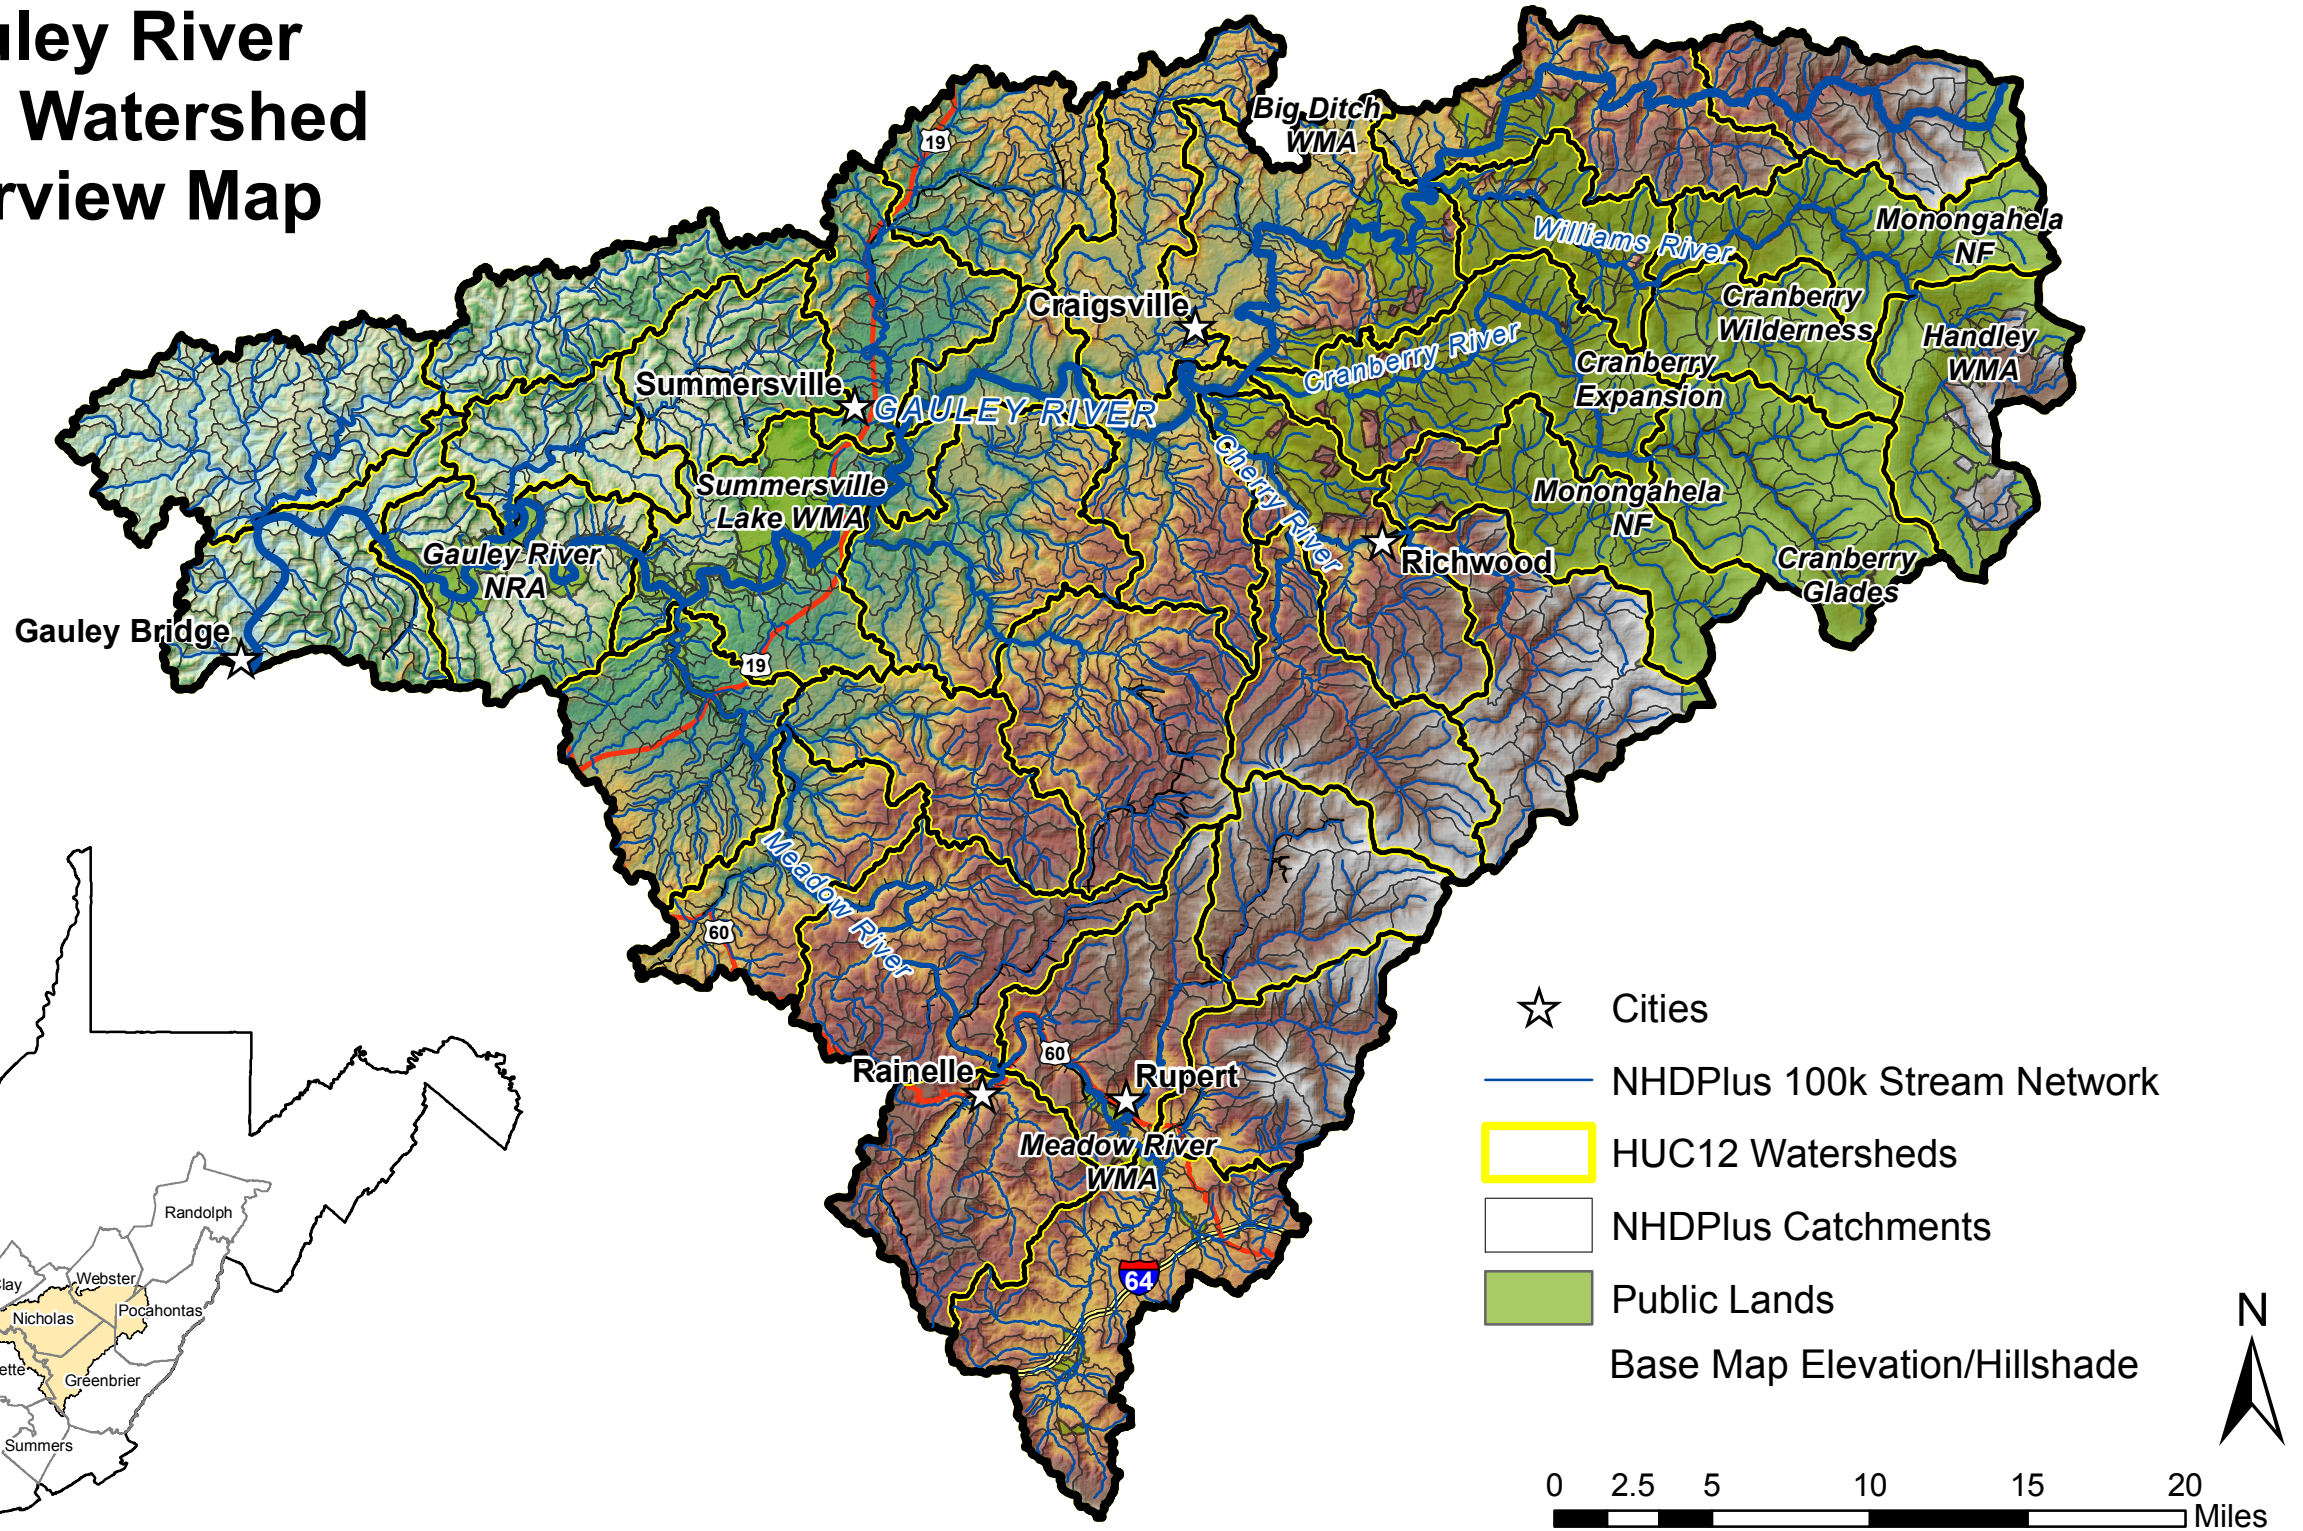 uley River
Watershed
rview Map
19
Big Ditch
WMA
Williams River
Monongahela
NF
Craigsville
Cranberry
Wilderness
Handley
WMA
Cranberry River
Cranberry
Expansion
Summersville
GAULEY RIVER
Cherry River
Summersville
Lake WMA
Monongahela
NF
Gauley River
NRA
Richwood
Cranberry
Glades
Gauley Bridge
19
Meadow River
60
60
Rainelle
Rupert
Meadow River
WMA
64
Cities
NHDPlus 100k Stream Network
HUC12 Watersheds
NHDPlus Catchments
Public Lands
Base Map Elevation/Hillshade
N
0 2.5 5 10 15 20
Miles
Randolph
lay
Webster
Nicholas
Pocahontas
ette
Greenbrier
Summers